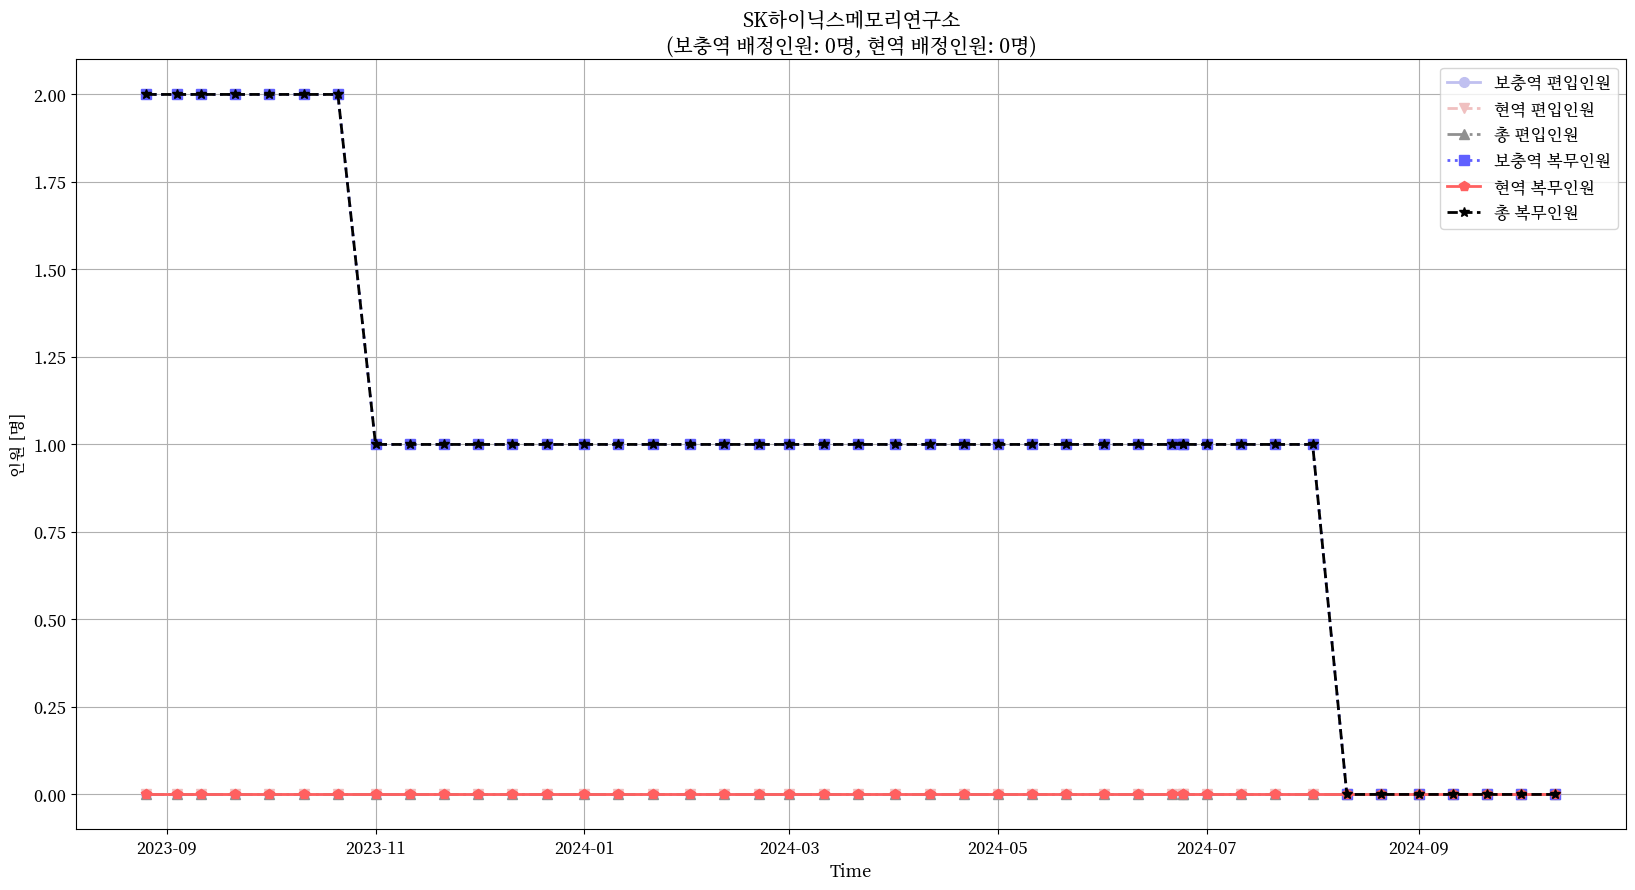 SK하이닉스메모리연구소
(보충역 배정인원: 0명, 현역 배정인원: 0명)
보충역 편입인원
현역 편입인원
총 편입인원
보충역 복무인원
현역 복무인원
총 복무인원
인원 [명]
2.00
1.75
1.50
1.25
1.00
0.75
0.50
0.25
0.00
2023-09 2023-11 2024-01 2024-03 2024-05 2024-07 2024-09
Time